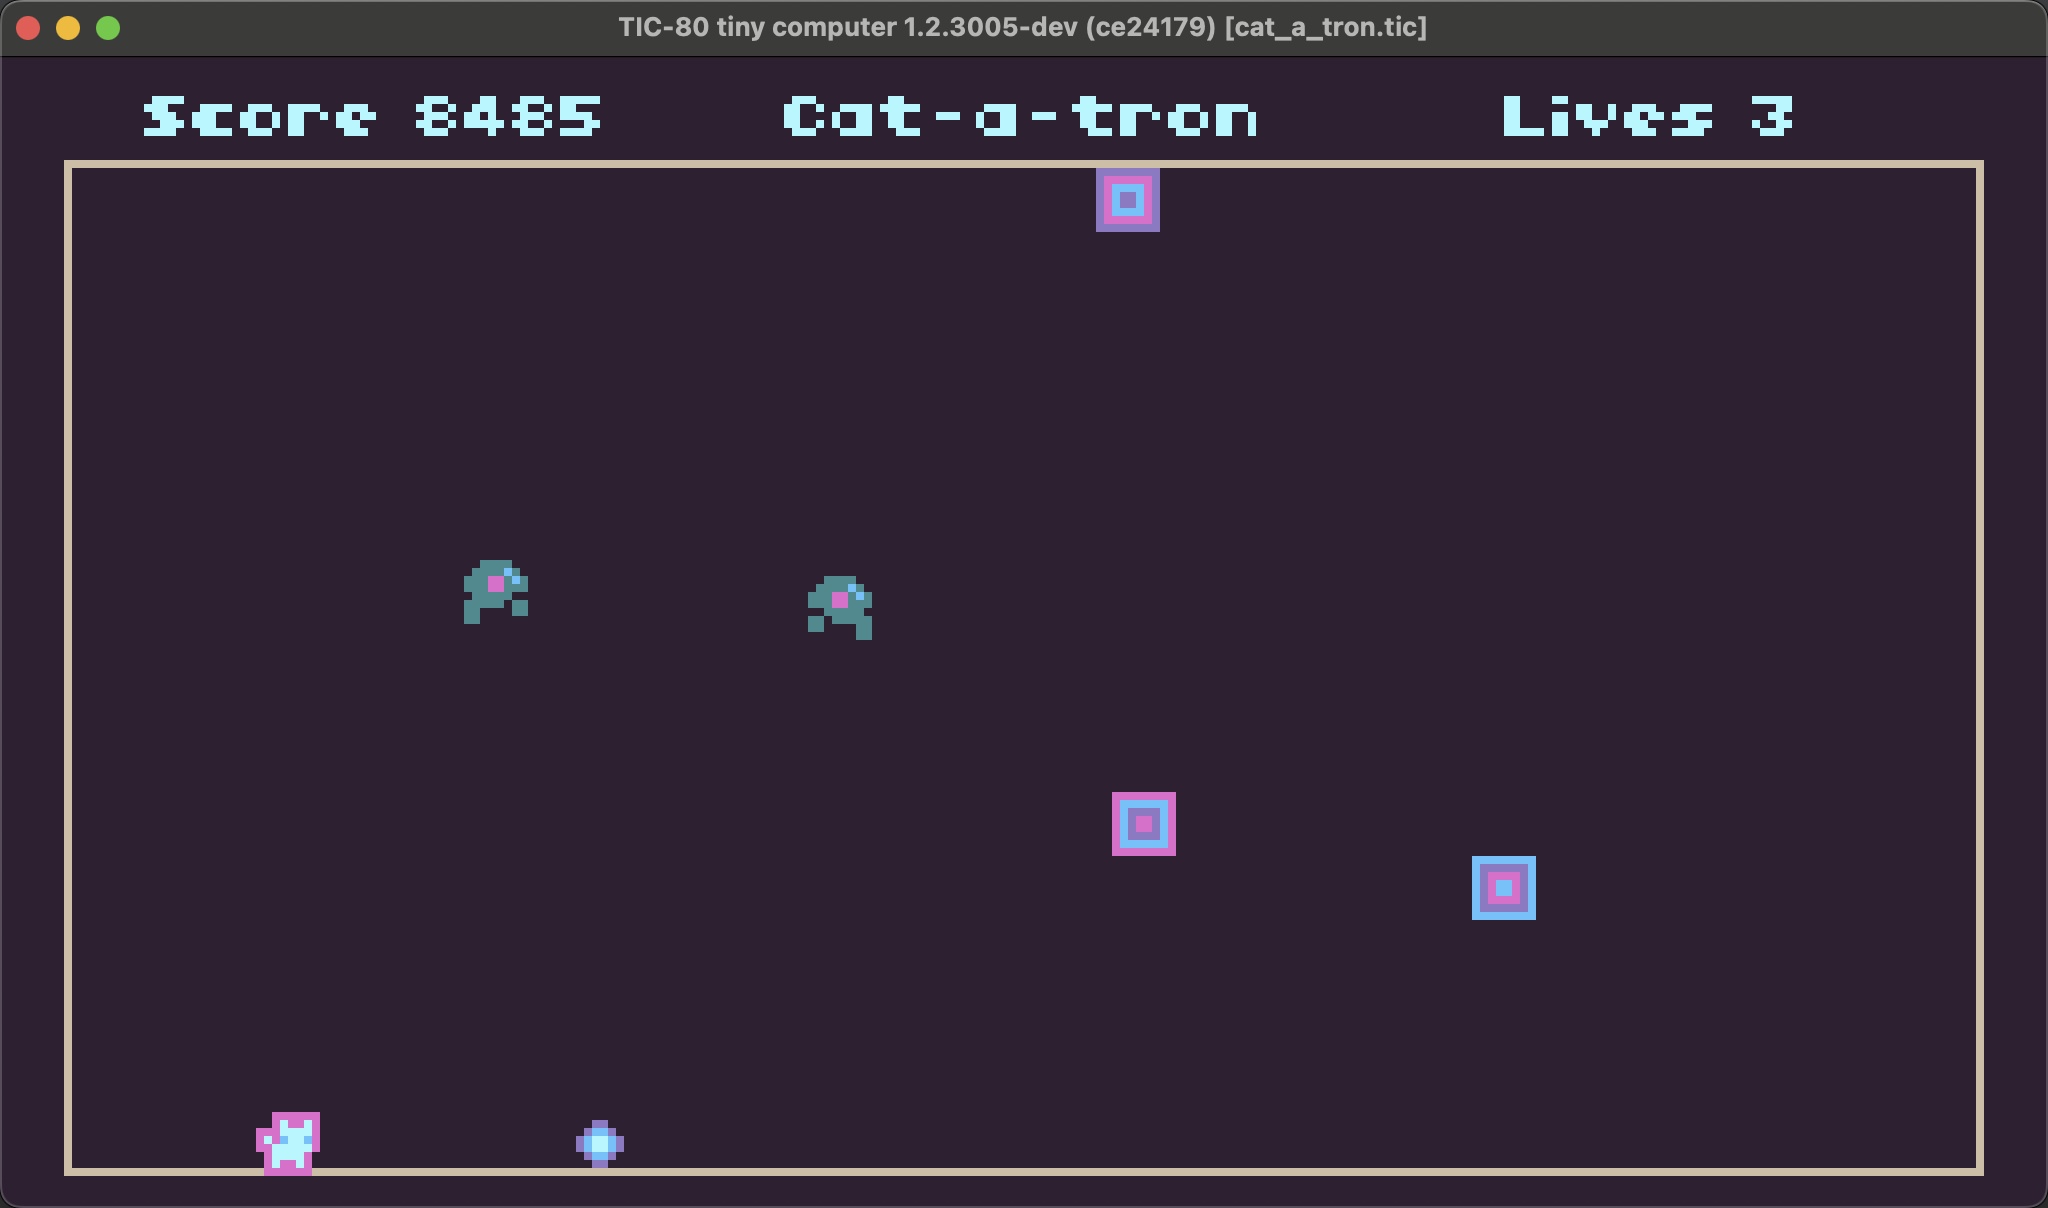 TIC-80 tiny computer 1.2.3005-dev (ce24179) [cat_a_tron.tic]
Score 8485 Cat-a-tron Lives 3